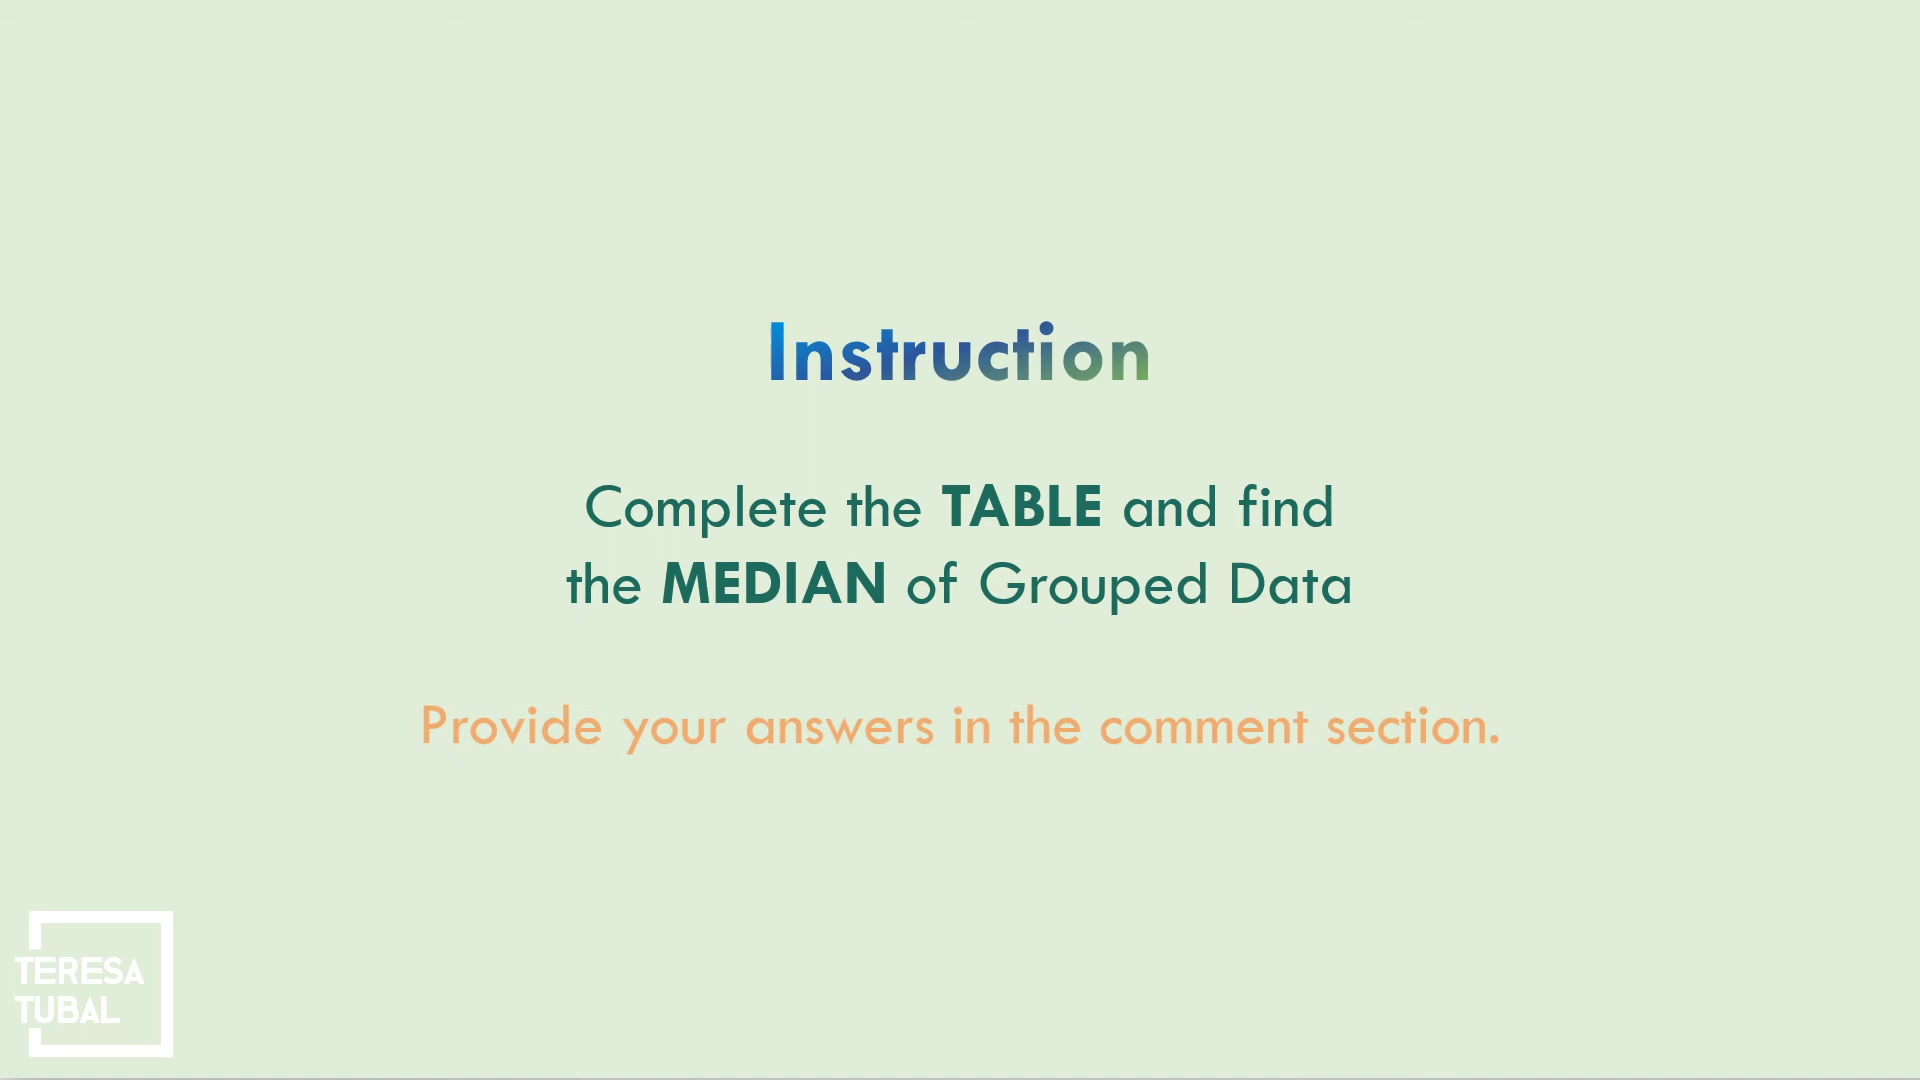 Instruction
Complete the TABLE and find
the MEDIAN of Grouped Data
Provide your answers in the comment section.
TERESA
TUBAL